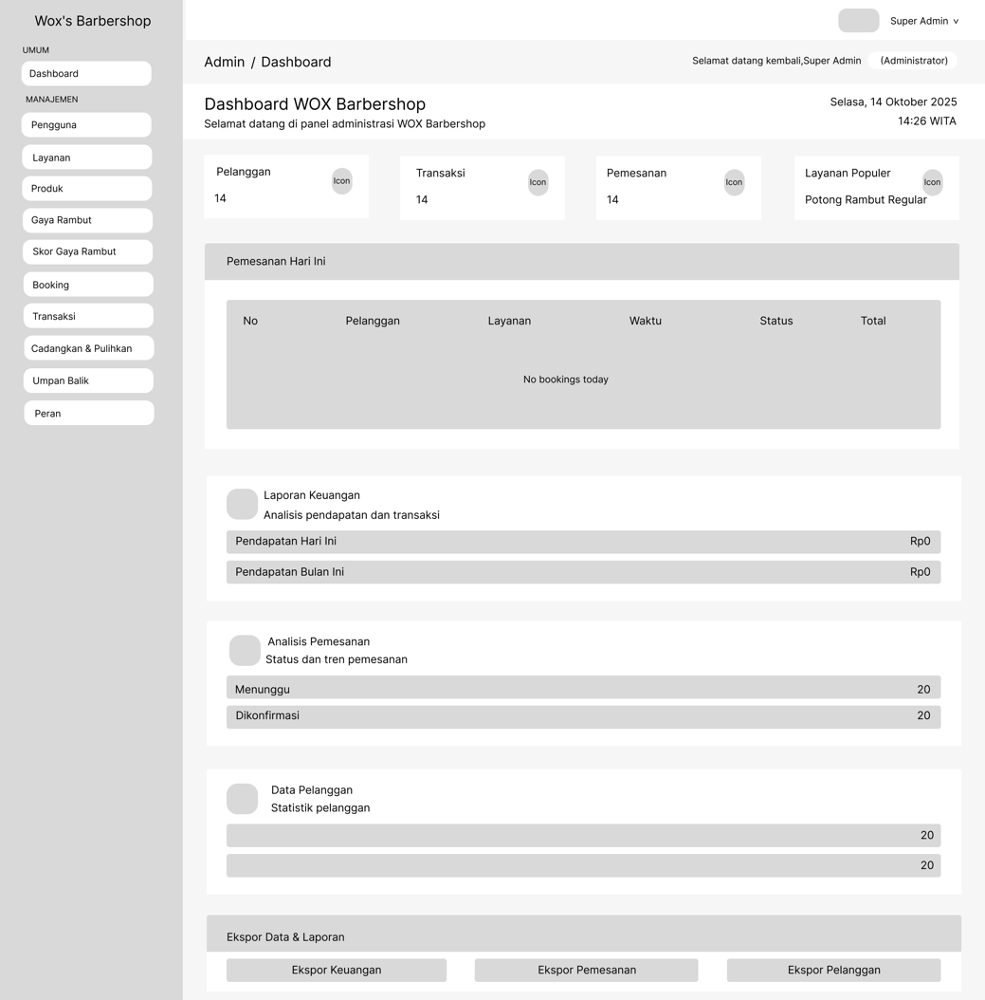 Wox's Barbershop
UMUM
Dashboard
MANAJEMEN
Pengguna
Layanan
Produk
Gaya Rambut
Skor Gaya Rambut
Booking
Transaksi
Cadangkan & Pulihkan
Umpan Balik
Peran
Super Admin v
Admin / Dashboard
Selamat datang kembali,Super Admin (Administrator)
Dashboard WOX Barbershop
Selamat datang di panel administrasi WOX Barbershop
Selasa, 14 Oktober 2025
14:26 WITA
Pelanggan
Icon
14
Transaksi
Icon
14
Pemesanan
Icon
14
Layanan Populer
Icon
Potong Rambut Regular
Pemesanan Hari Ini
No Pelanggan Layanan Waktu Status Total
No bookings today
Laporan Keuangan
Analisis pendapatan dan transaksi
Pendapatan Hari Ini Rp0
Pendapatan Bulan Ini Rp0
Analisis Pemesanan
Status dan tren pemesanan
Menunggu 20
Dikonfirmasi 20
Data Pelanggan
Statistik pelanggan
20
20
Ekspor Data & Laporan
Ekspor Keuangan Ekspor Pemesanan Ekspor Pelanggan